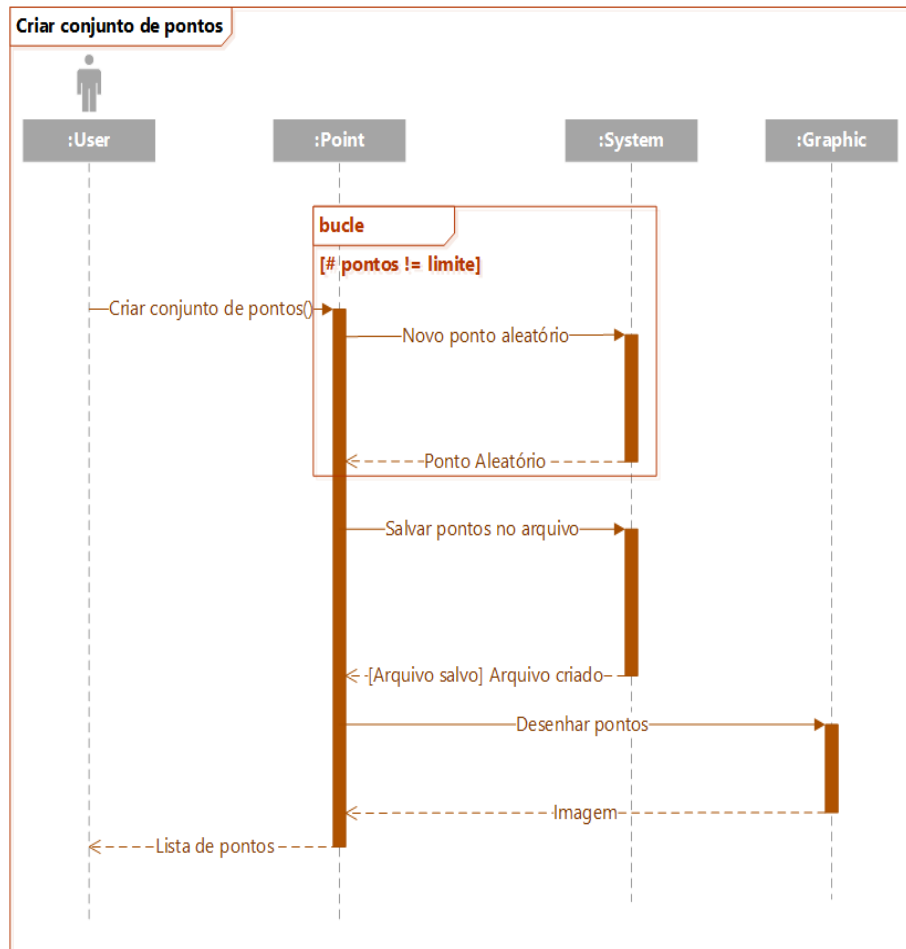 Criar conjunto de pontos
:User
:Point
:System
:Graphic
bucle
[# pontos != limite]
Criar conjunto de pontos()
Novo ponto aleatório
Ponto Aleatório
Salvar pontos no arquivo
[Arquivo salvo] Arquivo criado
Desenhar pontos
Imagem
Lista de pontos